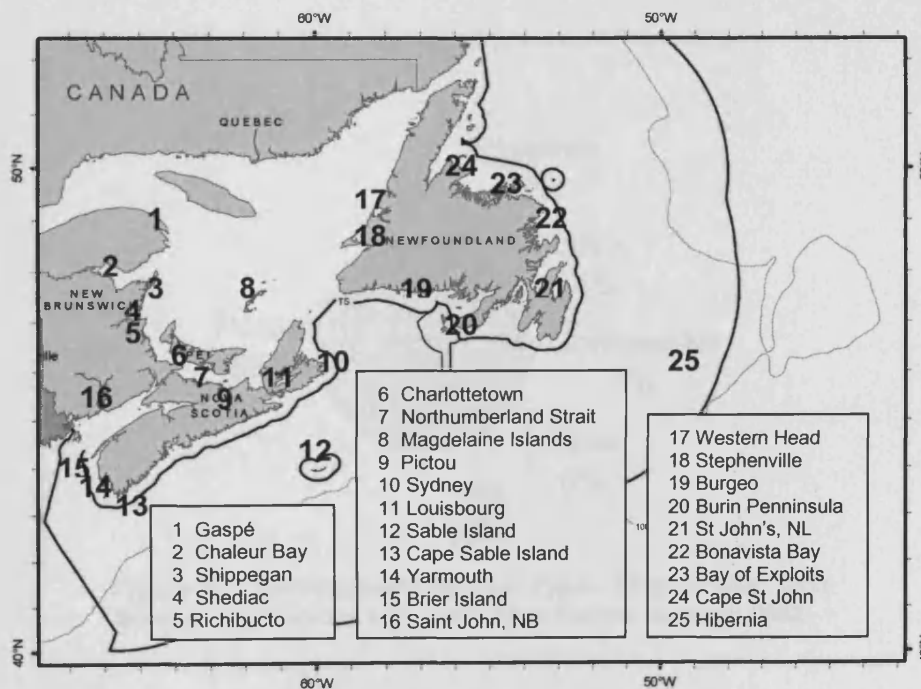 60°W
50°W
CANADA
QUEBEC
50°N
50°N
24
23
17
1
22
18
NEWFOUNDLAND
2
3
8
19
21
NEW
BRUNSWICK
4
5
TS
20
6
PEI
10
25
7
11
16
9
NOVA
SCOTIA
12
15
14
13
1 Gaspé
2 Chaleur Bay
3 Shippegan
4 Shediac
5 Richibucto
6 Charlottetown
7 Northumberland Strait
8 Magdelaine Islands
9 Pictou
10 Sydney
11 Louisbourg
12 Sable Island
13 Cape Sable Island
14 Yarmouth
15 Brier Island
16 Saint John, NB
17 Western Head
18 Stephenville
19 Burgeo
20 Burin Penninsula
21 St John's, NL
22 Bonavista Bay
23 Bay of Exploits
24 Cape St John
25 Hibernia
40°N
60°W
50°W